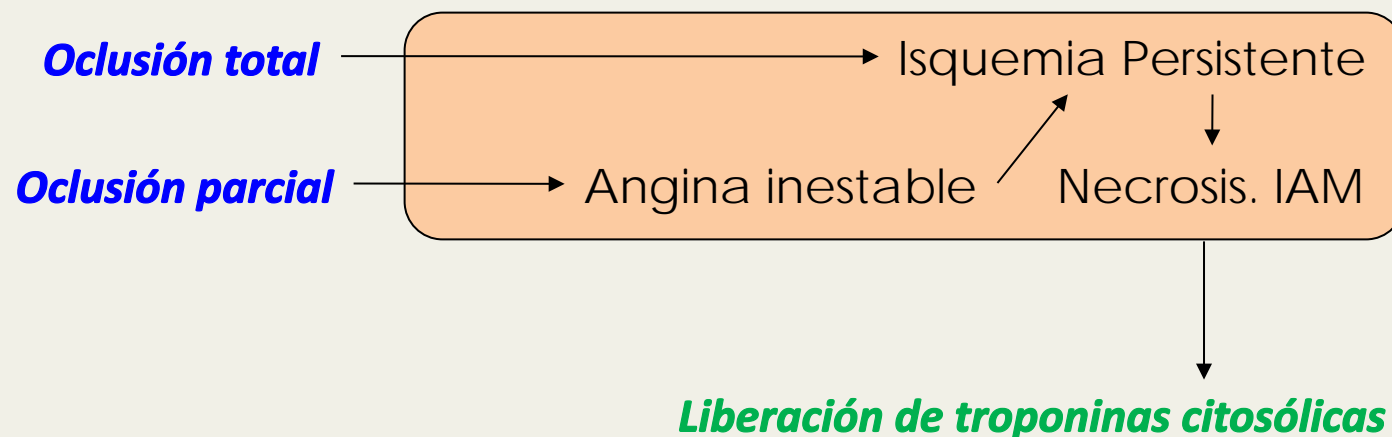 Oclusión total
Isquemia Persistente
Oclusión parcial
Angina inestable
Necrosis. IAM
Liberación de troponinas citosólicas